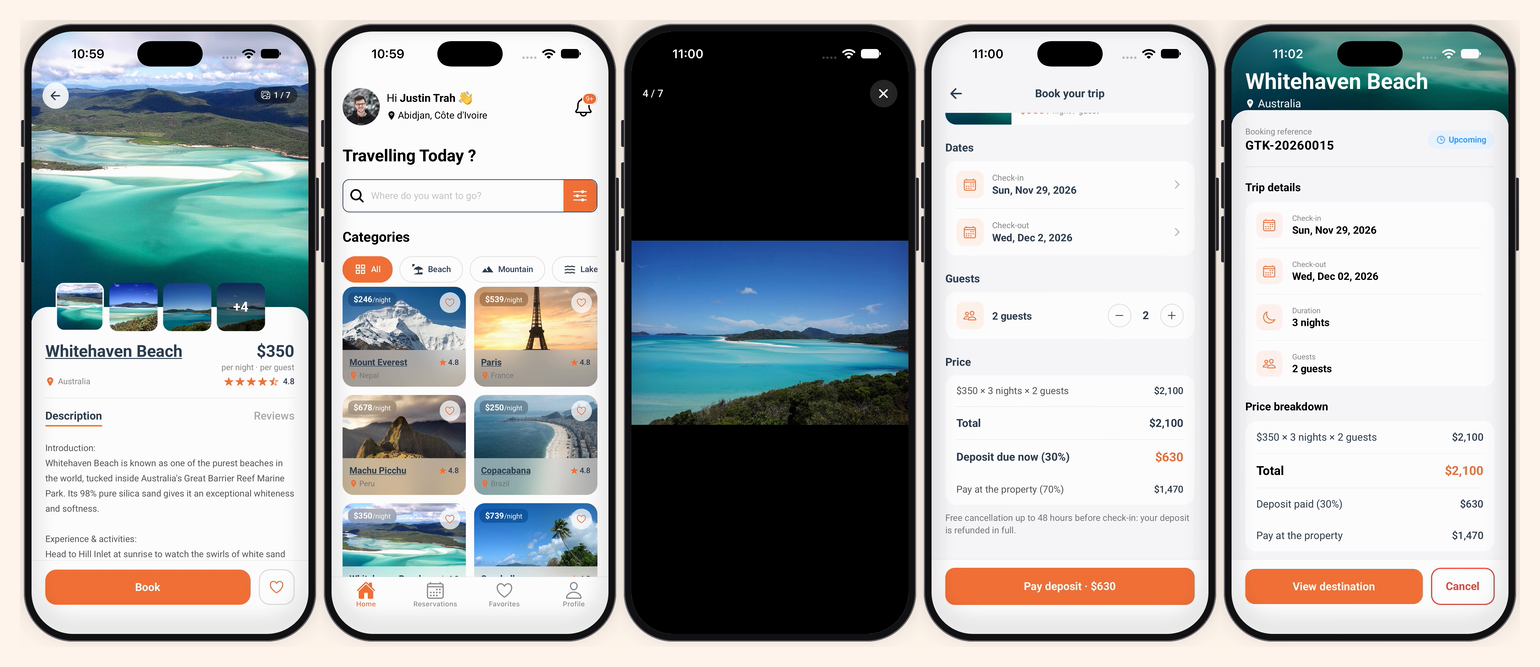 10:59
1 / 7
+4
Whitehaven Beach
$350
per night · per guest
Australia
4.8
Description
Reviews
Introduction:
Whitehaven Beach is known as one of the purest beaches in
the world, tucked inside Australia's Great Barrier Reef Marine
Park. Its 98% pure silica sand gives it an exceptional whiteness
and softness.
Experience & activities:
Head to Hill Inlet at sunrise to watch the swirls of white sand
Book
10:59
Hi Justin Trah 👋
Abidjan, Côte d'Ivoire
9+
Travelling Today ?
Where do you want to go?
Categories
All
Beach
Mountain
Lake
$246/night
Mount Everest
4.8
Nepal
$539/night
Paris
4.8
France
$678/night
Machu Picchu
4.8
Peru
$250/night
Copacabana
4.8
Brazil
$350/night
$739/night
Home
Reservations
Favorites
Profile
11:00
4 / 7
11:00
Book your trip
Dates
Check-in
Sun, Nov 29, 2026
Check-out
Wed, Dec 2, 2026
Guests
2 guests
2
Price
$350 × 3 nights × 2 guests
$2,100
Total
$2,100
Deposit due now (30%)
$630
Pay at the property (70%)
$1,470
Free cancellation up to 48 hours before check-in: your deposit
is refunded in full.
Pay deposit · $630
11:02
Whitehaven Beach
Australia
Booking reference
GTK-20260015
Upcoming
Trip details
Check-in
Sun, Nov 29, 2026
Check-out
Wed, Dec 02, 2026
Duration
3 nights
Guests
2 guests
Price breakdown
$350 × 3 nights × 2 guests
$2,100
Total
$2,100
Deposit paid (30%)
$630
Pay at the property
$1,470
View destination
Cancel